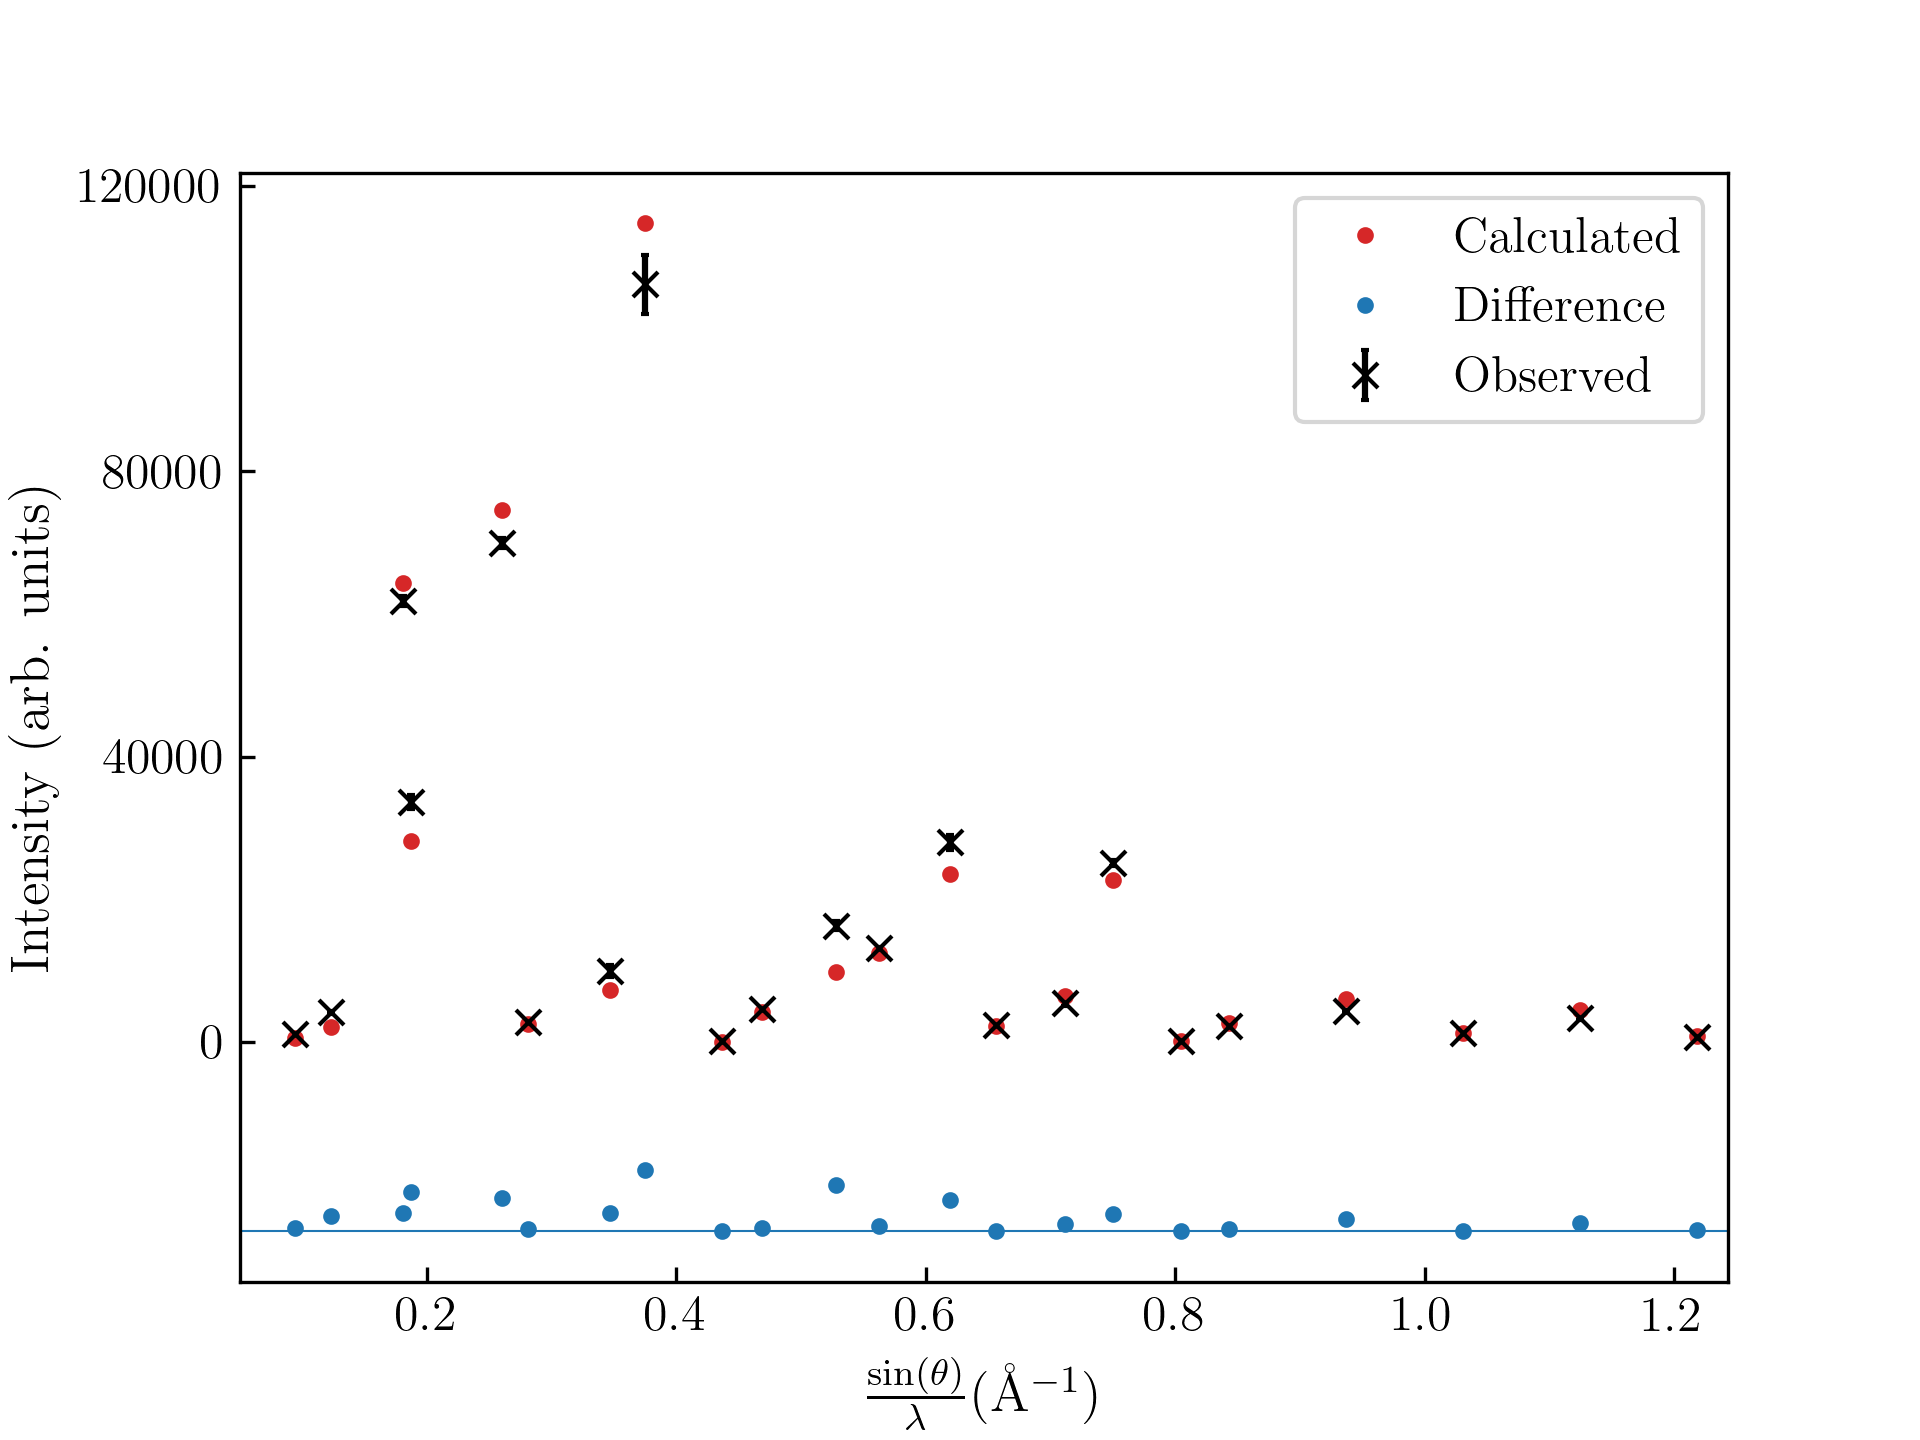 120000
80000
40000
0
Intensity (arb. units)
Calculated
Difference
Observed
0.2 0.4 0.6 0.8 1.0 1.2
sin(θ)/λ (Å⁻¹)